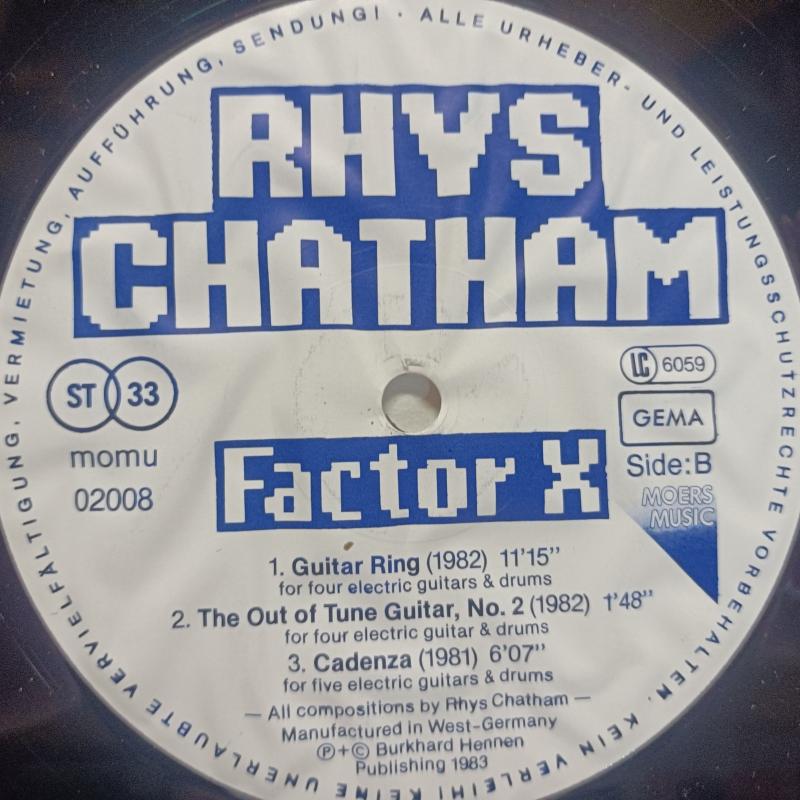 RHYS
CHATHAM
ST 33
momu
02008
LC 6059
GEMA
Side:B
MOERS
MUSIC
Factor X
1. Guitar Ring (1982) 11'15''
for four electric guitars & drums
2. The Out of Tune Guitar, No. 2 (1982) 1'48''
for four electric guitar & drums
3. Cadenza (1981) 6'07''
for five electric guitars & drums
— All compositions by Rhys Chatham —
Manufactured in West-Germany
Ⓟ+© Burkhard Hennen
Publishing 1983
ALLE URHEBER- UND LEISTUNGSSCHUTZRECHTE VORBEHALTEN. KEIN VERLEIH! KEINE UNERLAUBTE VERVIELFÄLTIGUNG, VERMIETUNG, AUFFÜHRUNG, SENDUNG! ·